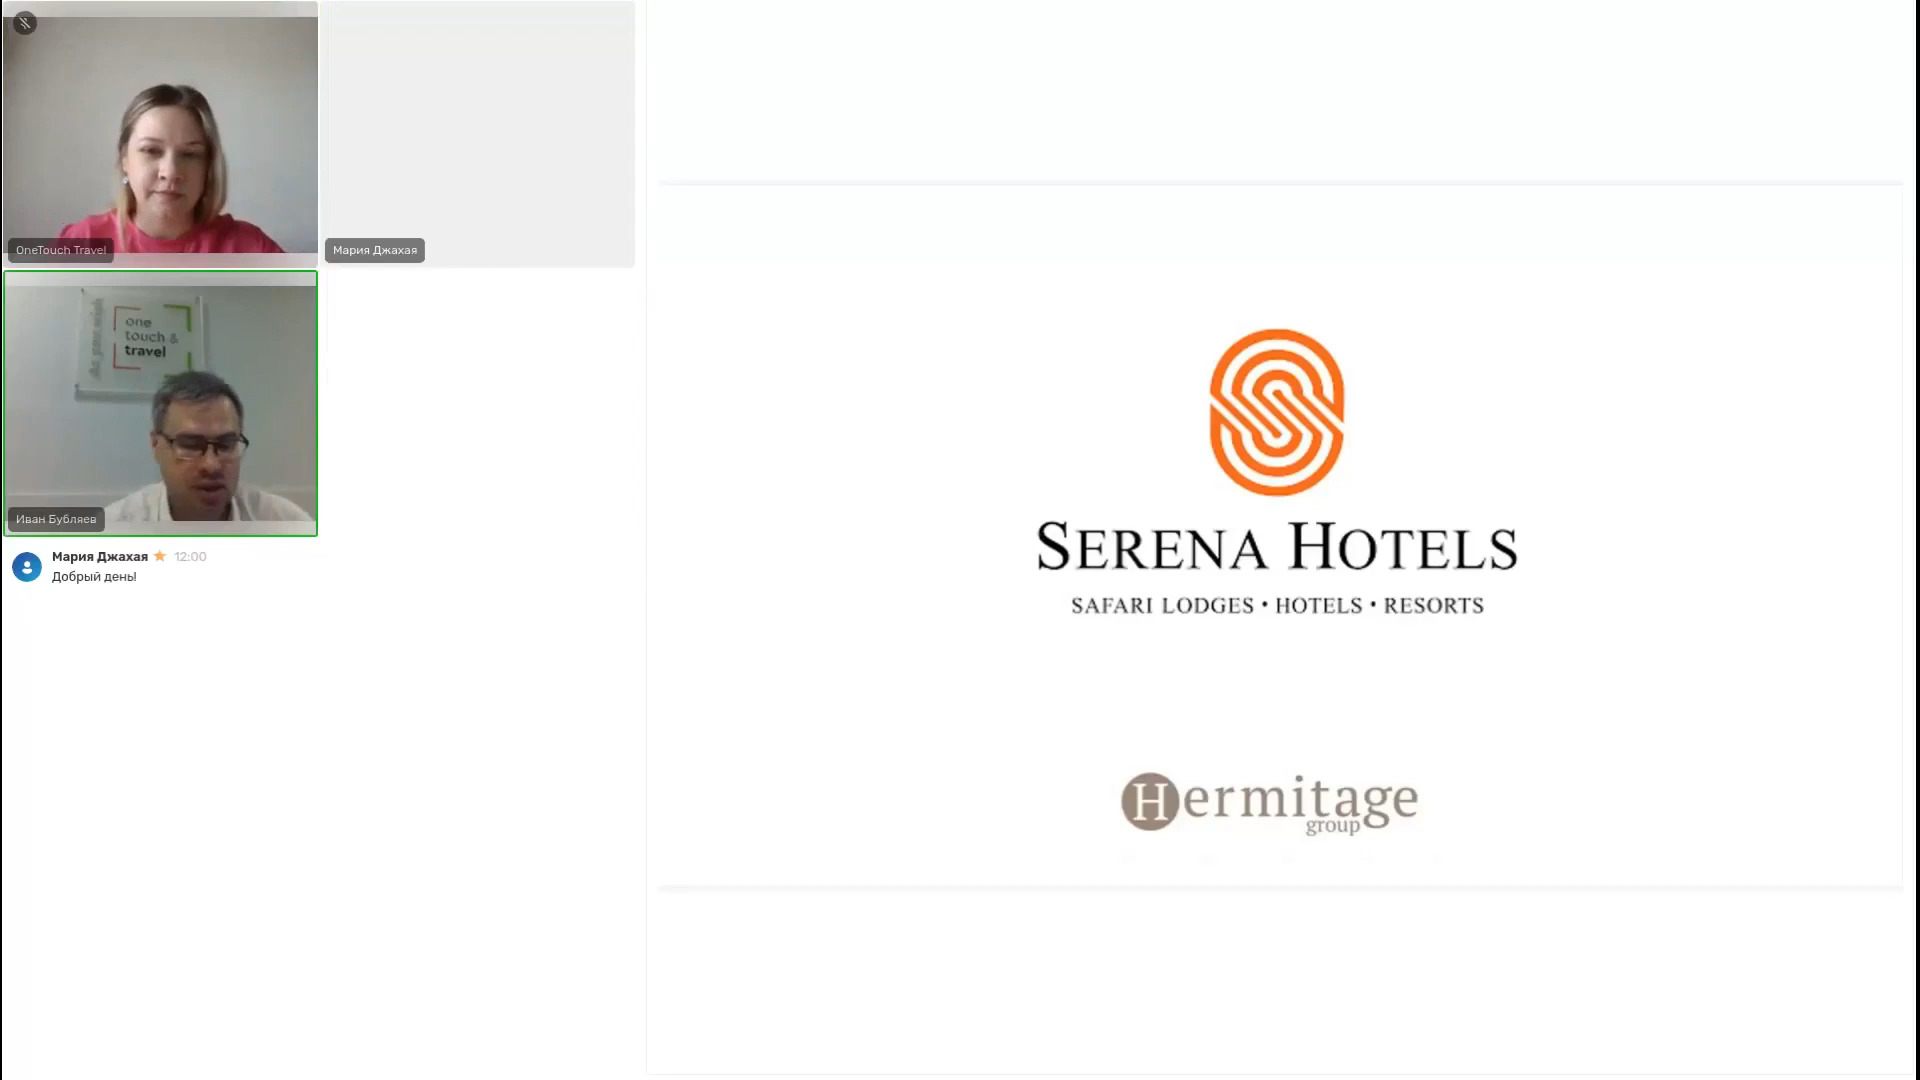 OneTouch Travel
Мария Джахая
one
touch &
travel
Иван Бубляев
Мария Джахая 12:00
Добрый день!
SERENA HOTELS
SAFARI LODGES • HOTELS • RESORTS
Hermitage
group